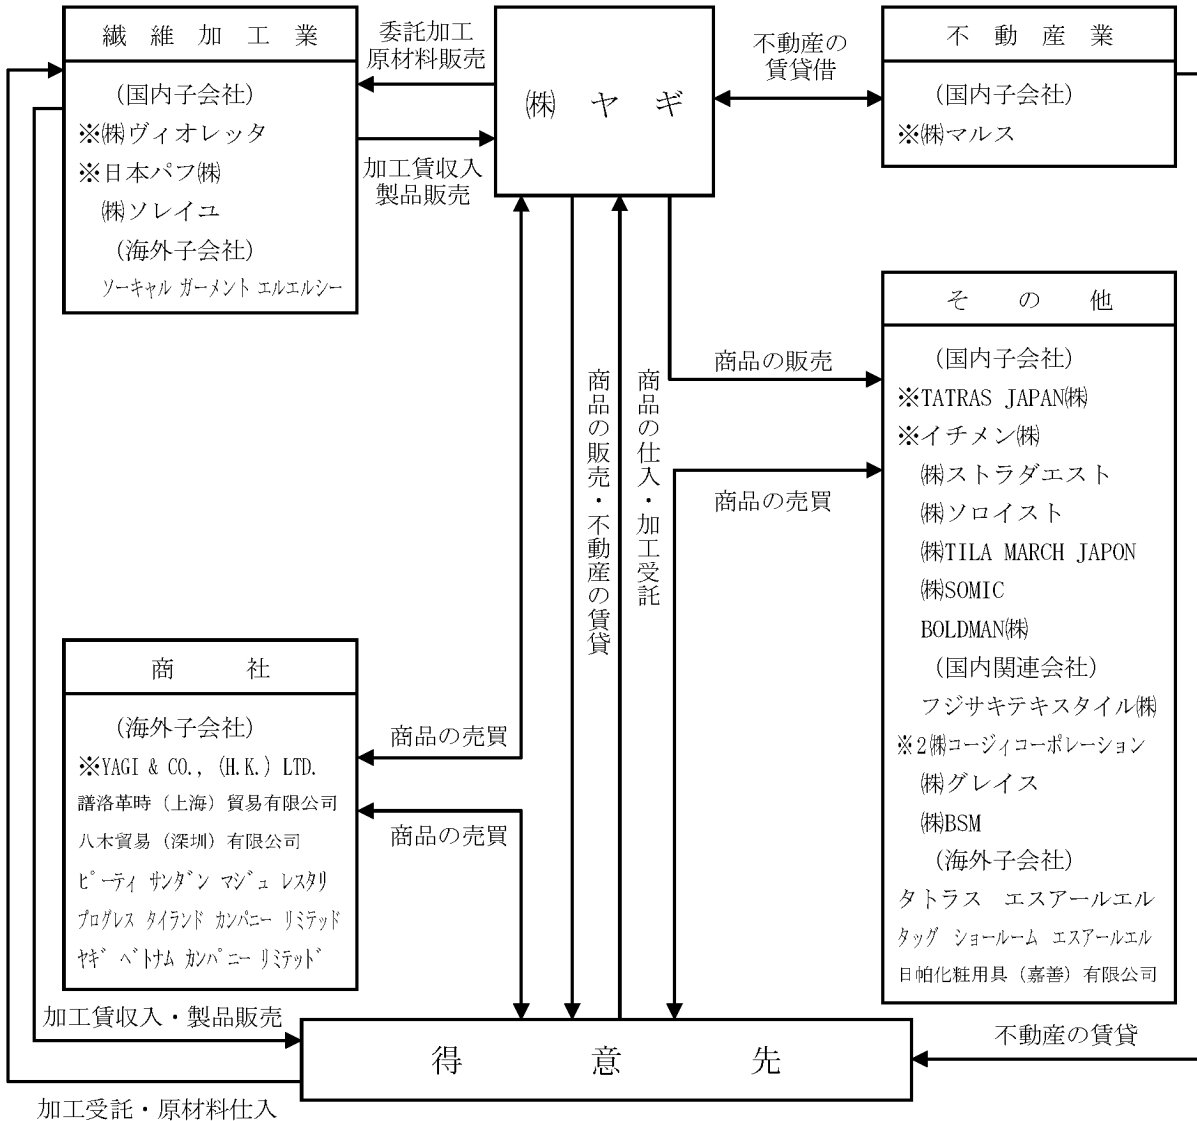 繊維加工業
(国内子会社)
※㈱ヴィオレッタ
※日本パフ㈱
㈱ソレイユ
(海外子会社)
ソーキャル ガーメント エルエルシー
委託加工
原材料販売
加工賃収入
製品販売
㈱ヤギ
不動産の
賃貸借
不動産業
(国内子会社)
※㈱マルス
その他
(国内子会社)
※TATRAS JAPAN㈱
※イチメン㈱
㈱ストラダエスト
㈱ソロイスト
㈱TILA MARCH JAPON
㈱SOMIC
BOLDMAN㈱
(国内関連会社)
フジサキテキスタイル㈱
※2㈱コージィコーポレーション
㈱グレイス
㈱BSM
(海外子会社)
タトラス エスアールエル
タッグ ショールーム エスアールエル
日帕化粧用具(嘉善)有限公司
商品の販売
商品の売買
商品の販売・不動産の賃貸
商品の仕入・加工受託
商社
(海外子会社)
※YAGI & CO., (H.K.) LTD.
譜洛革時(上海)貿易有限公司
八木貿易(深圳)有限公司
ピーティ サンダン マジュ レスタリ
プログレス タイランド カンパニー リミテッド
ヤギ ベトナム カンパニー リミテッド
商品の売買
商品の売買
加工賃収入・製品販売
得意先
不動産の賃貸
加工受託・原材料仕入